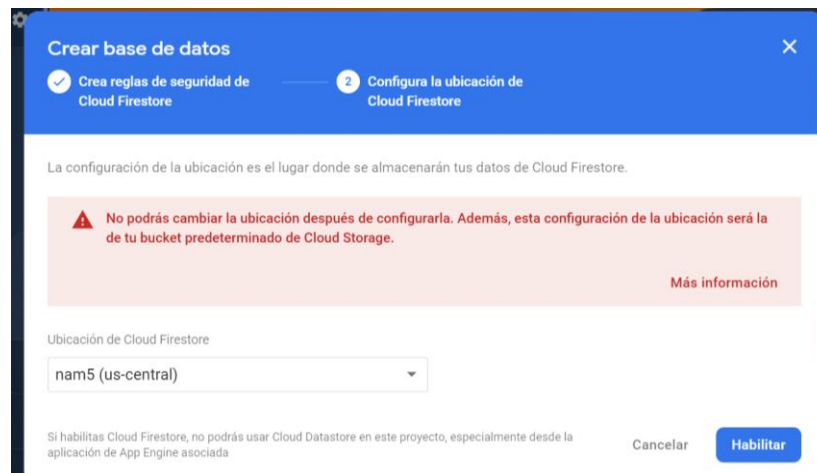 Crear base de datos
Crea reglas de seguridad de
Cloud Firestore
2 Configura la ubicación de
Cloud Firestore
La configuración de la ubicación es el lugar donde se almacenarán tus datos de Cloud Firestore.
No podrás cambiar la ubicación después de configurarla. Además, esta configuración de la ubicación será la
de tu bucket predeterminado de Cloud Storage.
Más información
Ubicación de Cloud Firestore
nam5 (us-central)
Si habilitas Cloud Firestore, no podrás usar Cloud Datastore en este proyecto, especialmente desde la
aplicación de App Engine asociada
Cancelar
Habilitar